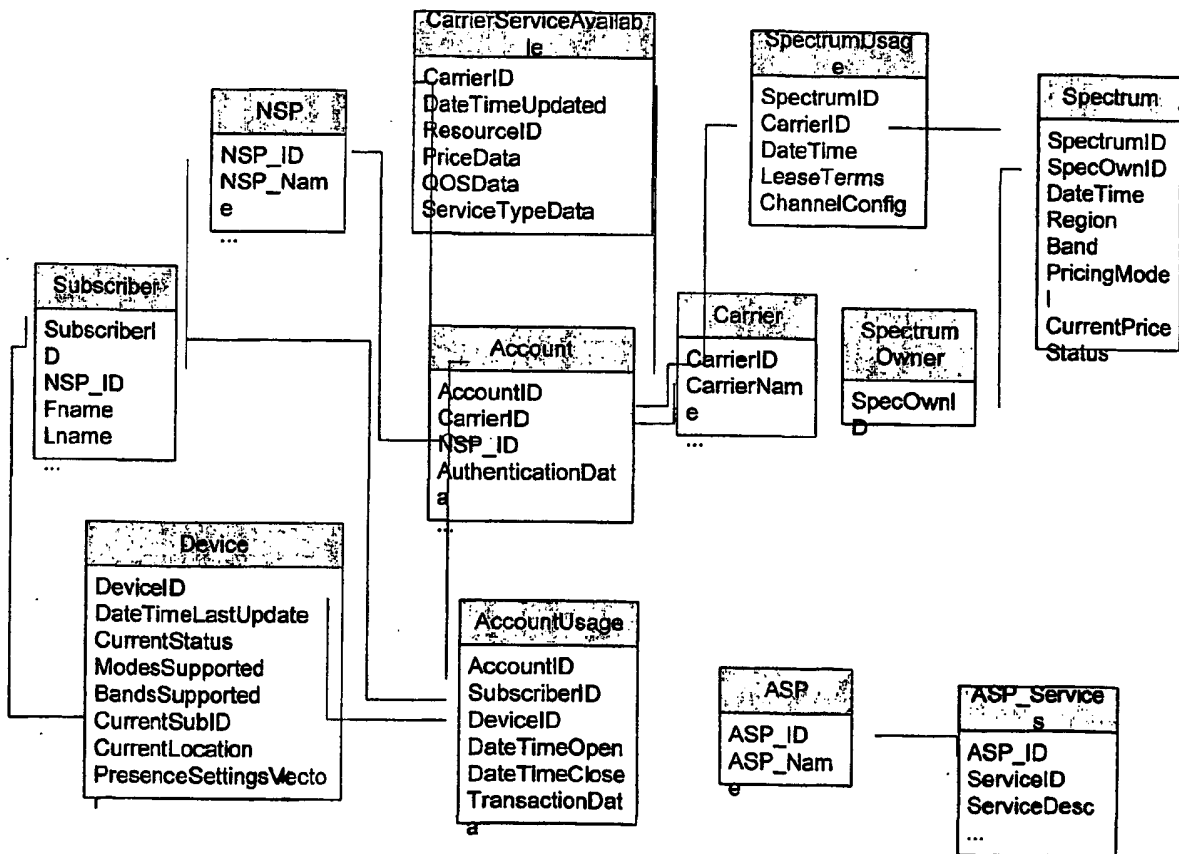 CarrierServiceAvailab
le
CarrierID
DateTimeUpdated
ResourceID
PriceData
QOSData
ServiceTypeData
SpectrumUsag
e
SpectrumID
CarrierID
DateTime
LeaseTerms
ChannelConfig
Spectrum
SpectrumID
SpecOwnID
DateTime
Region
Band
PricingMode
l
CurrentPrice
Status
NSP
NSP_ID
NSP_Nam
e
...
Subscriber
SubscriberI
D
NSP_ID
Fname
Lname
...
Account
AccountID
CarrierID
NSP_ID
AuthenticationDat
a
...
Carrier
CarrierID
CarrierNam
e
...
Spectrum
Owner
SpecOwnI
D
Device
DeviceID
DateTimeLastUpdate
CurrentStatus
ModesSupported
BandsSupported
CurrentSubID
CurrentLocation
PresenceSettingsVecto
r
AccountUsage
AccountID
SubscriberID
DeviceID
DateTimeOpen
DateTimeClose
TransactionDat
a
ASP
ASP_ID
ASP_Nam
e
ASP_Service
s
ASP_ID
ServiceID
ServiceDesc
...